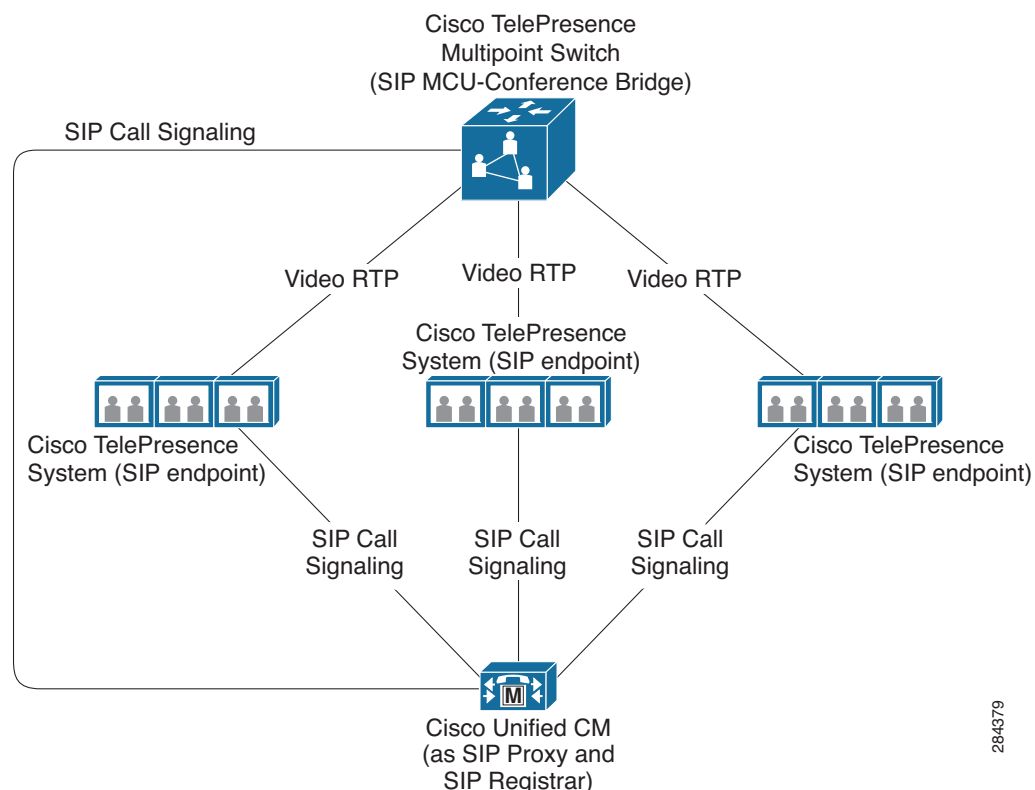 Cisco TelePresence
Multipoint Switch
(SIP MCU-Conference Bridge)
SIP Call Signaling
Video RTP
Video RTP
Video RTP
Cisco TelePresence
System (SIP endpoint)
Cisco TelePresence
System (SIP endpoint)
Cisco TelePresence
System (SIP endpoint)
SIP Call
Signaling
SIP Call
Signaling
SIP Call
Signaling
M
Cisco Unified CM
(as SIP Proxy and
SIP Registrar)
284379